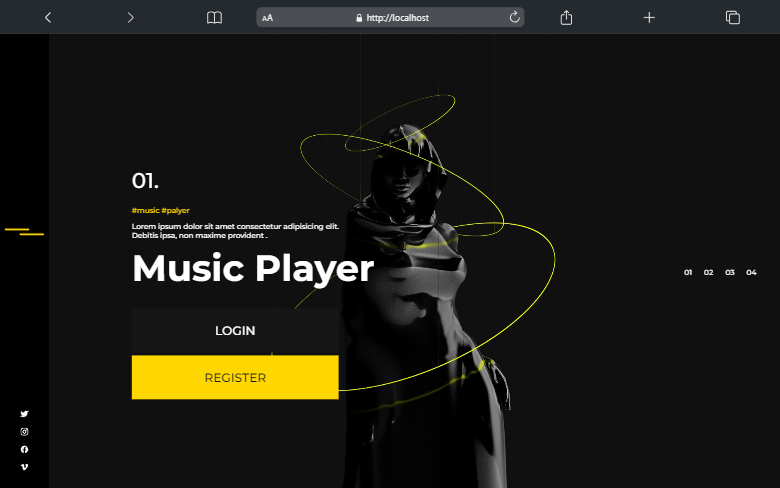 AA
http://localhost
01.
#music #palyer
Lorem ipsum dolor sit amet consectetur adipisicing elit.
Debitis ipsa, non maxime provident .
Music Player
01 02 03 04
LOGIN
REGISTER